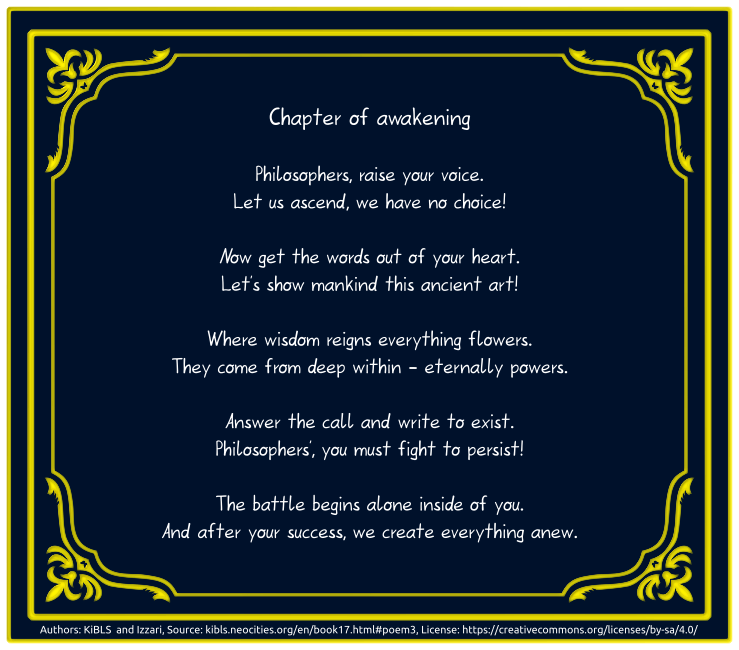 Chapter of awakening
Philosophers, raise your voice.
Let us ascend, we have no choice!
Now get the words out of your heart.
Let's show mankind this ancient art!
Where wisdom reigns everything flowers.
They come from deep within – eternally powers.
Answer the call and write to exist.
Philosophers', you must fight to persist!
The battle begins alone inside of you.
And after your success, we create everything anew.
Authors: KiBLS and Izzari, Source: kibls.neocities.org/en/book17.html#poem3, License: https://creativecommons.org/licenses/by-sa/4.0/